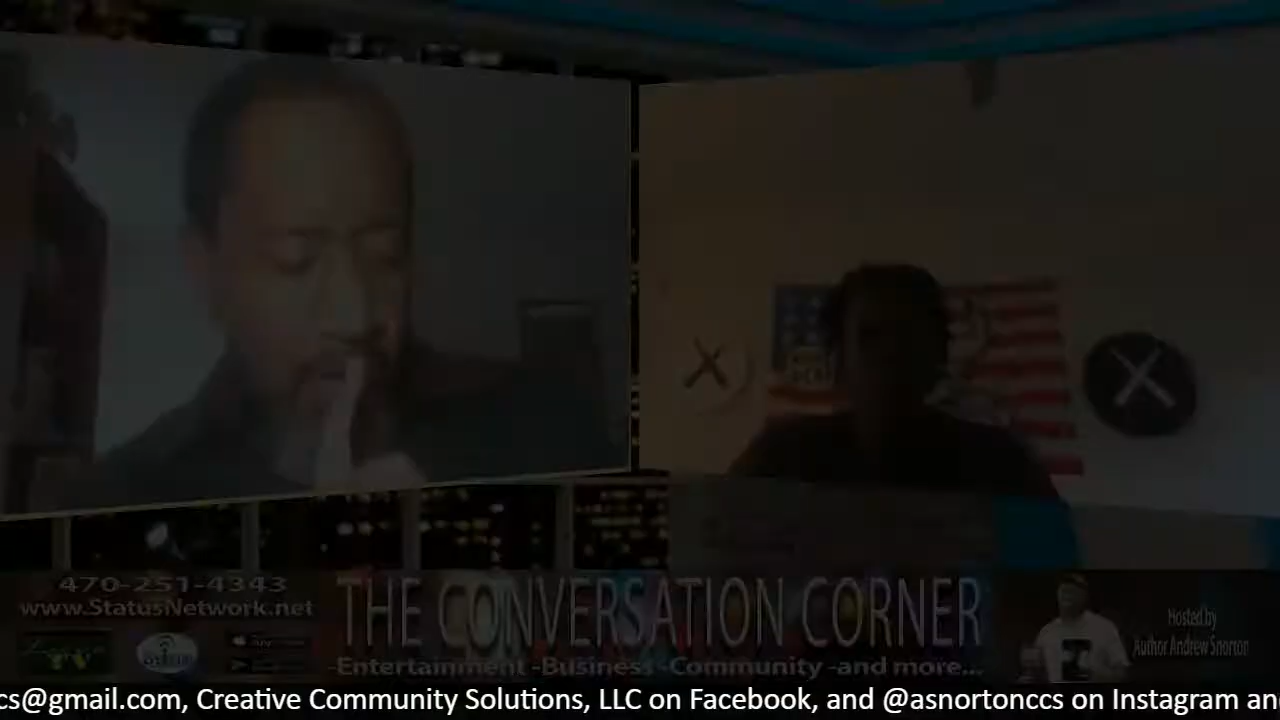 470-251-4343
www.StatusNetwork.net
THE CONVERSATION CORNER
-Entertainment -Business -Community -and more...
Hosted by
Author Andrew Snorton
cs@gmail.com, Creative Community Solutions, LLC on Facebook, and @asnortonccs on Instagram an